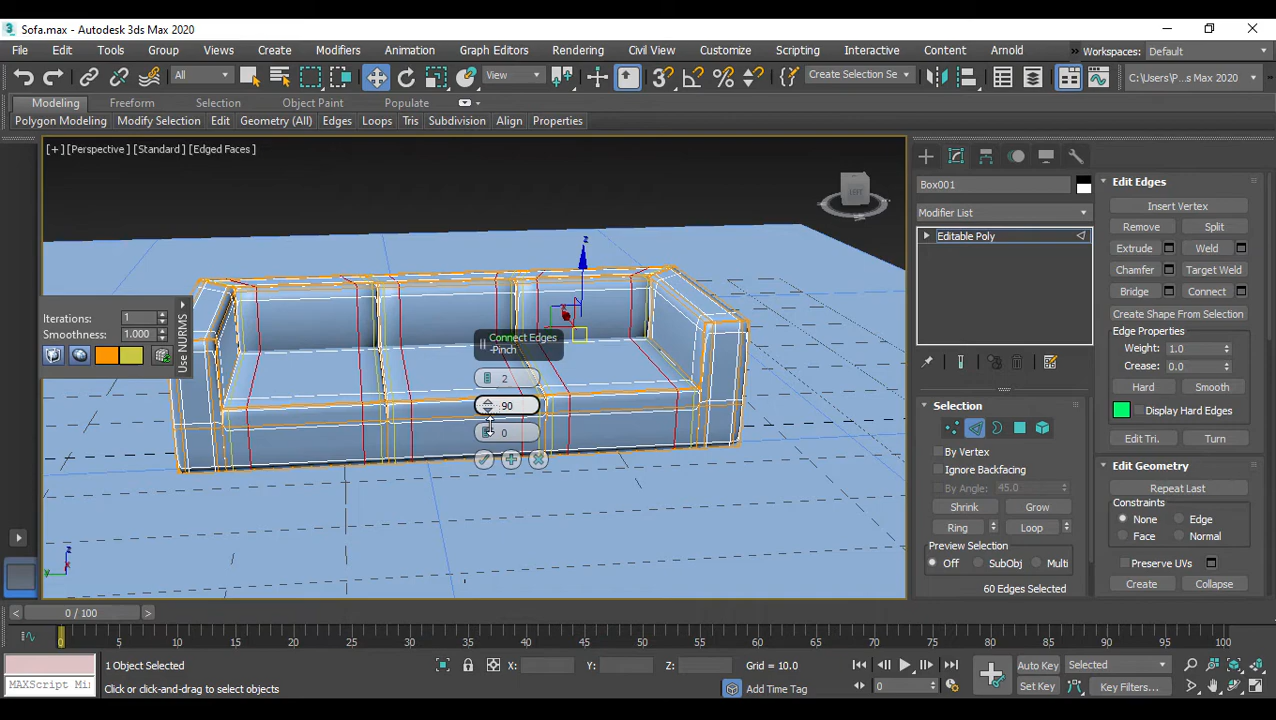 Sofa.max - Autodesk 3ds Max 2020
File Edit Tools Group Views Create Modifiers Animation Graph Editors Rendering Civil View Customize Scripting Interactive Content Arnold » Workspaces: Default
All View 3 Create Selection Se C:\Users\P...s Max 2020
Modeling Freeform Selection Object Paint Populate
Polygon Modeling Modify Selection Edit Geometry (All) Edges Loops Tris Subdivision Align Properties
[+] [Perspective] [Standard] [Edged Faces]
LEFT
Box001
Modifier List
Editable Poly
Edit Edges
Insert Vertex
Remove Split
Extrude Weld
Chamfer Target Weld
Bridge Connect
Create Shape From Selection
Edge Properties
Weight: 1.0
Crease: 0.0
Hard Smooth
Display Hard Edges
Edit Tri. Turn
Edit Geometry
Repeat Last
Constraints
None Edge
Face Normal
Preserve UVs
Create Collapse
Iterations: 1
Smoothness: 1.000
Use NURMS
z
x
Connect Edges
-Pinch
2
90
0
Selection
By Vertex
Ignore Backfacing
By Angle: 45.0
Shrink Grow
Ring Loop
Preview Selection
Off SubObj Multi
60 Edges Selected
z
x
y
< 0 / 100 >
0 5 10 15 20 25 30 35 40 45 50 55 60 65 70 75 80 85 90 95 100
1 Object Selected X: Y: Z: Grid = 10.0 Auto Key Selected
MAXScript Mi Click or click-and-drag to select objects Add Time Tag 0 Set Key Key Filters...